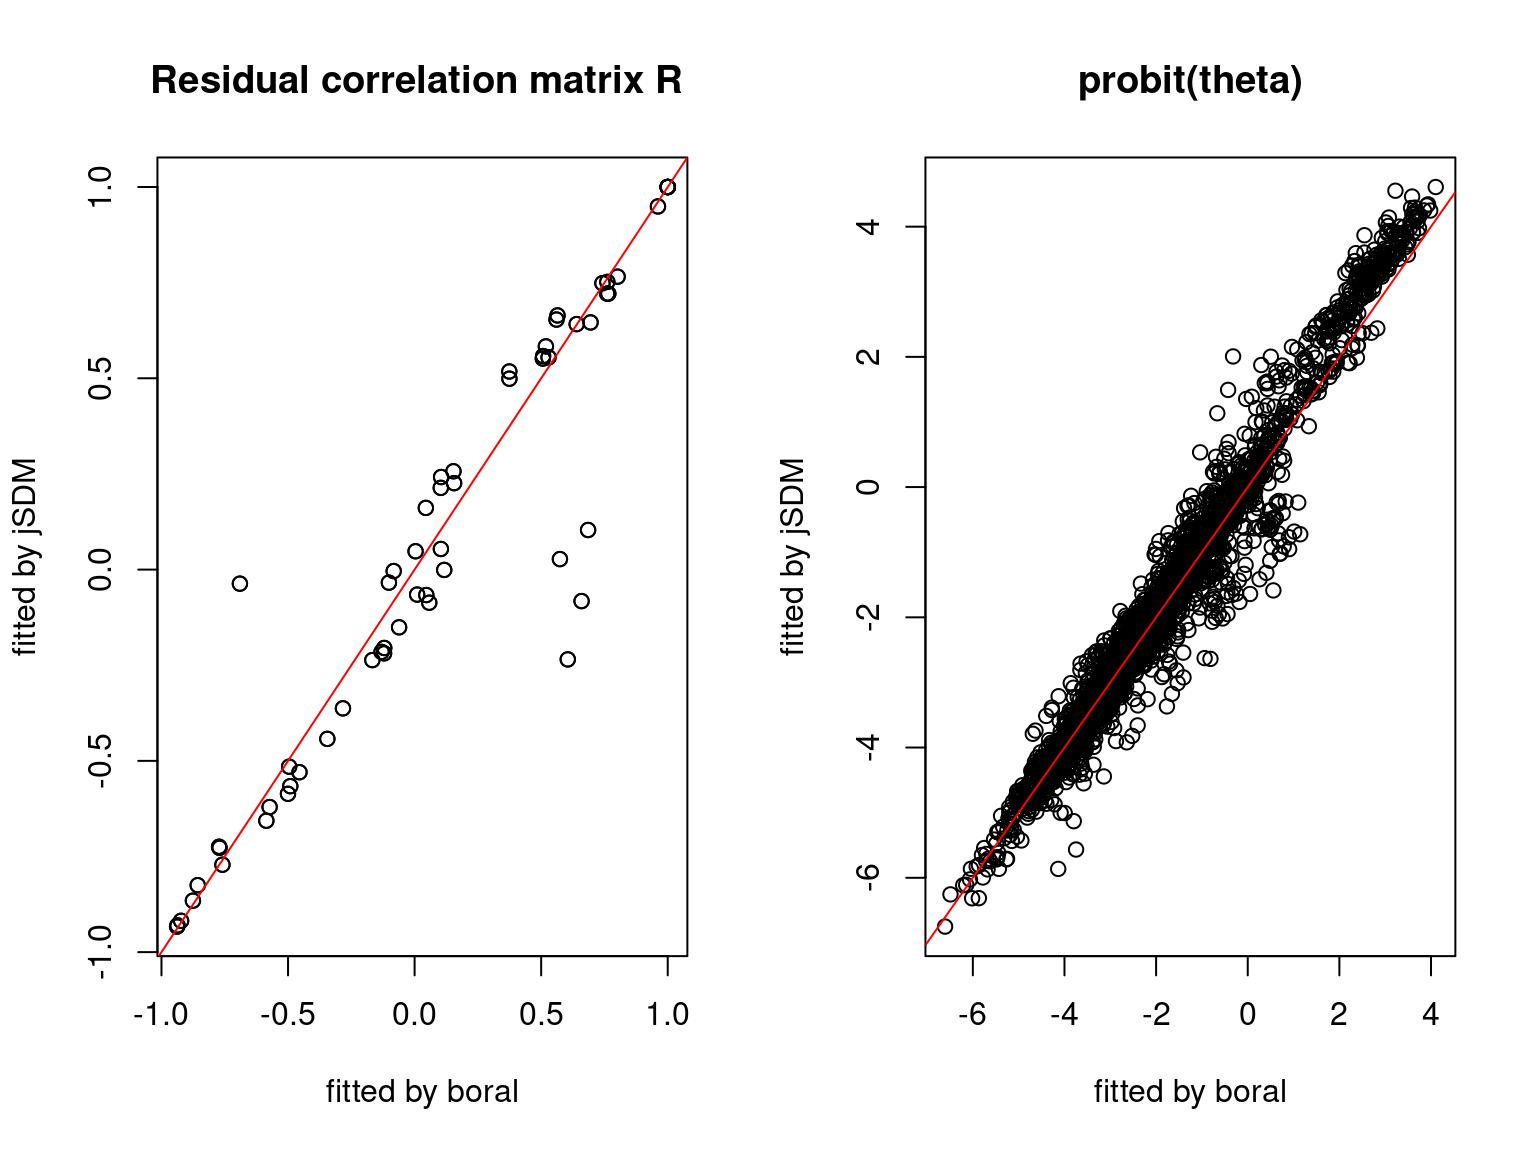 Residual correlation matrix R
fitted by jSDM
1.0
0.5
0.0
-0.5
-1.0
-1.0 -0.5 0.0 0.5 1.0
fitted by boral
probit(theta)
fitted by jSDM
4
2
0
-2
-4
-6
-6 -4 -2 0 2 4
fitted by boral